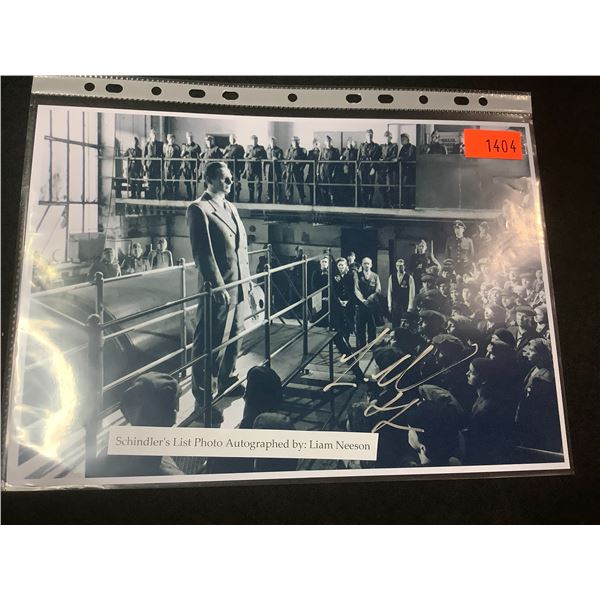 1404
Schindler's List Photo Autographed by: Liam Neeson